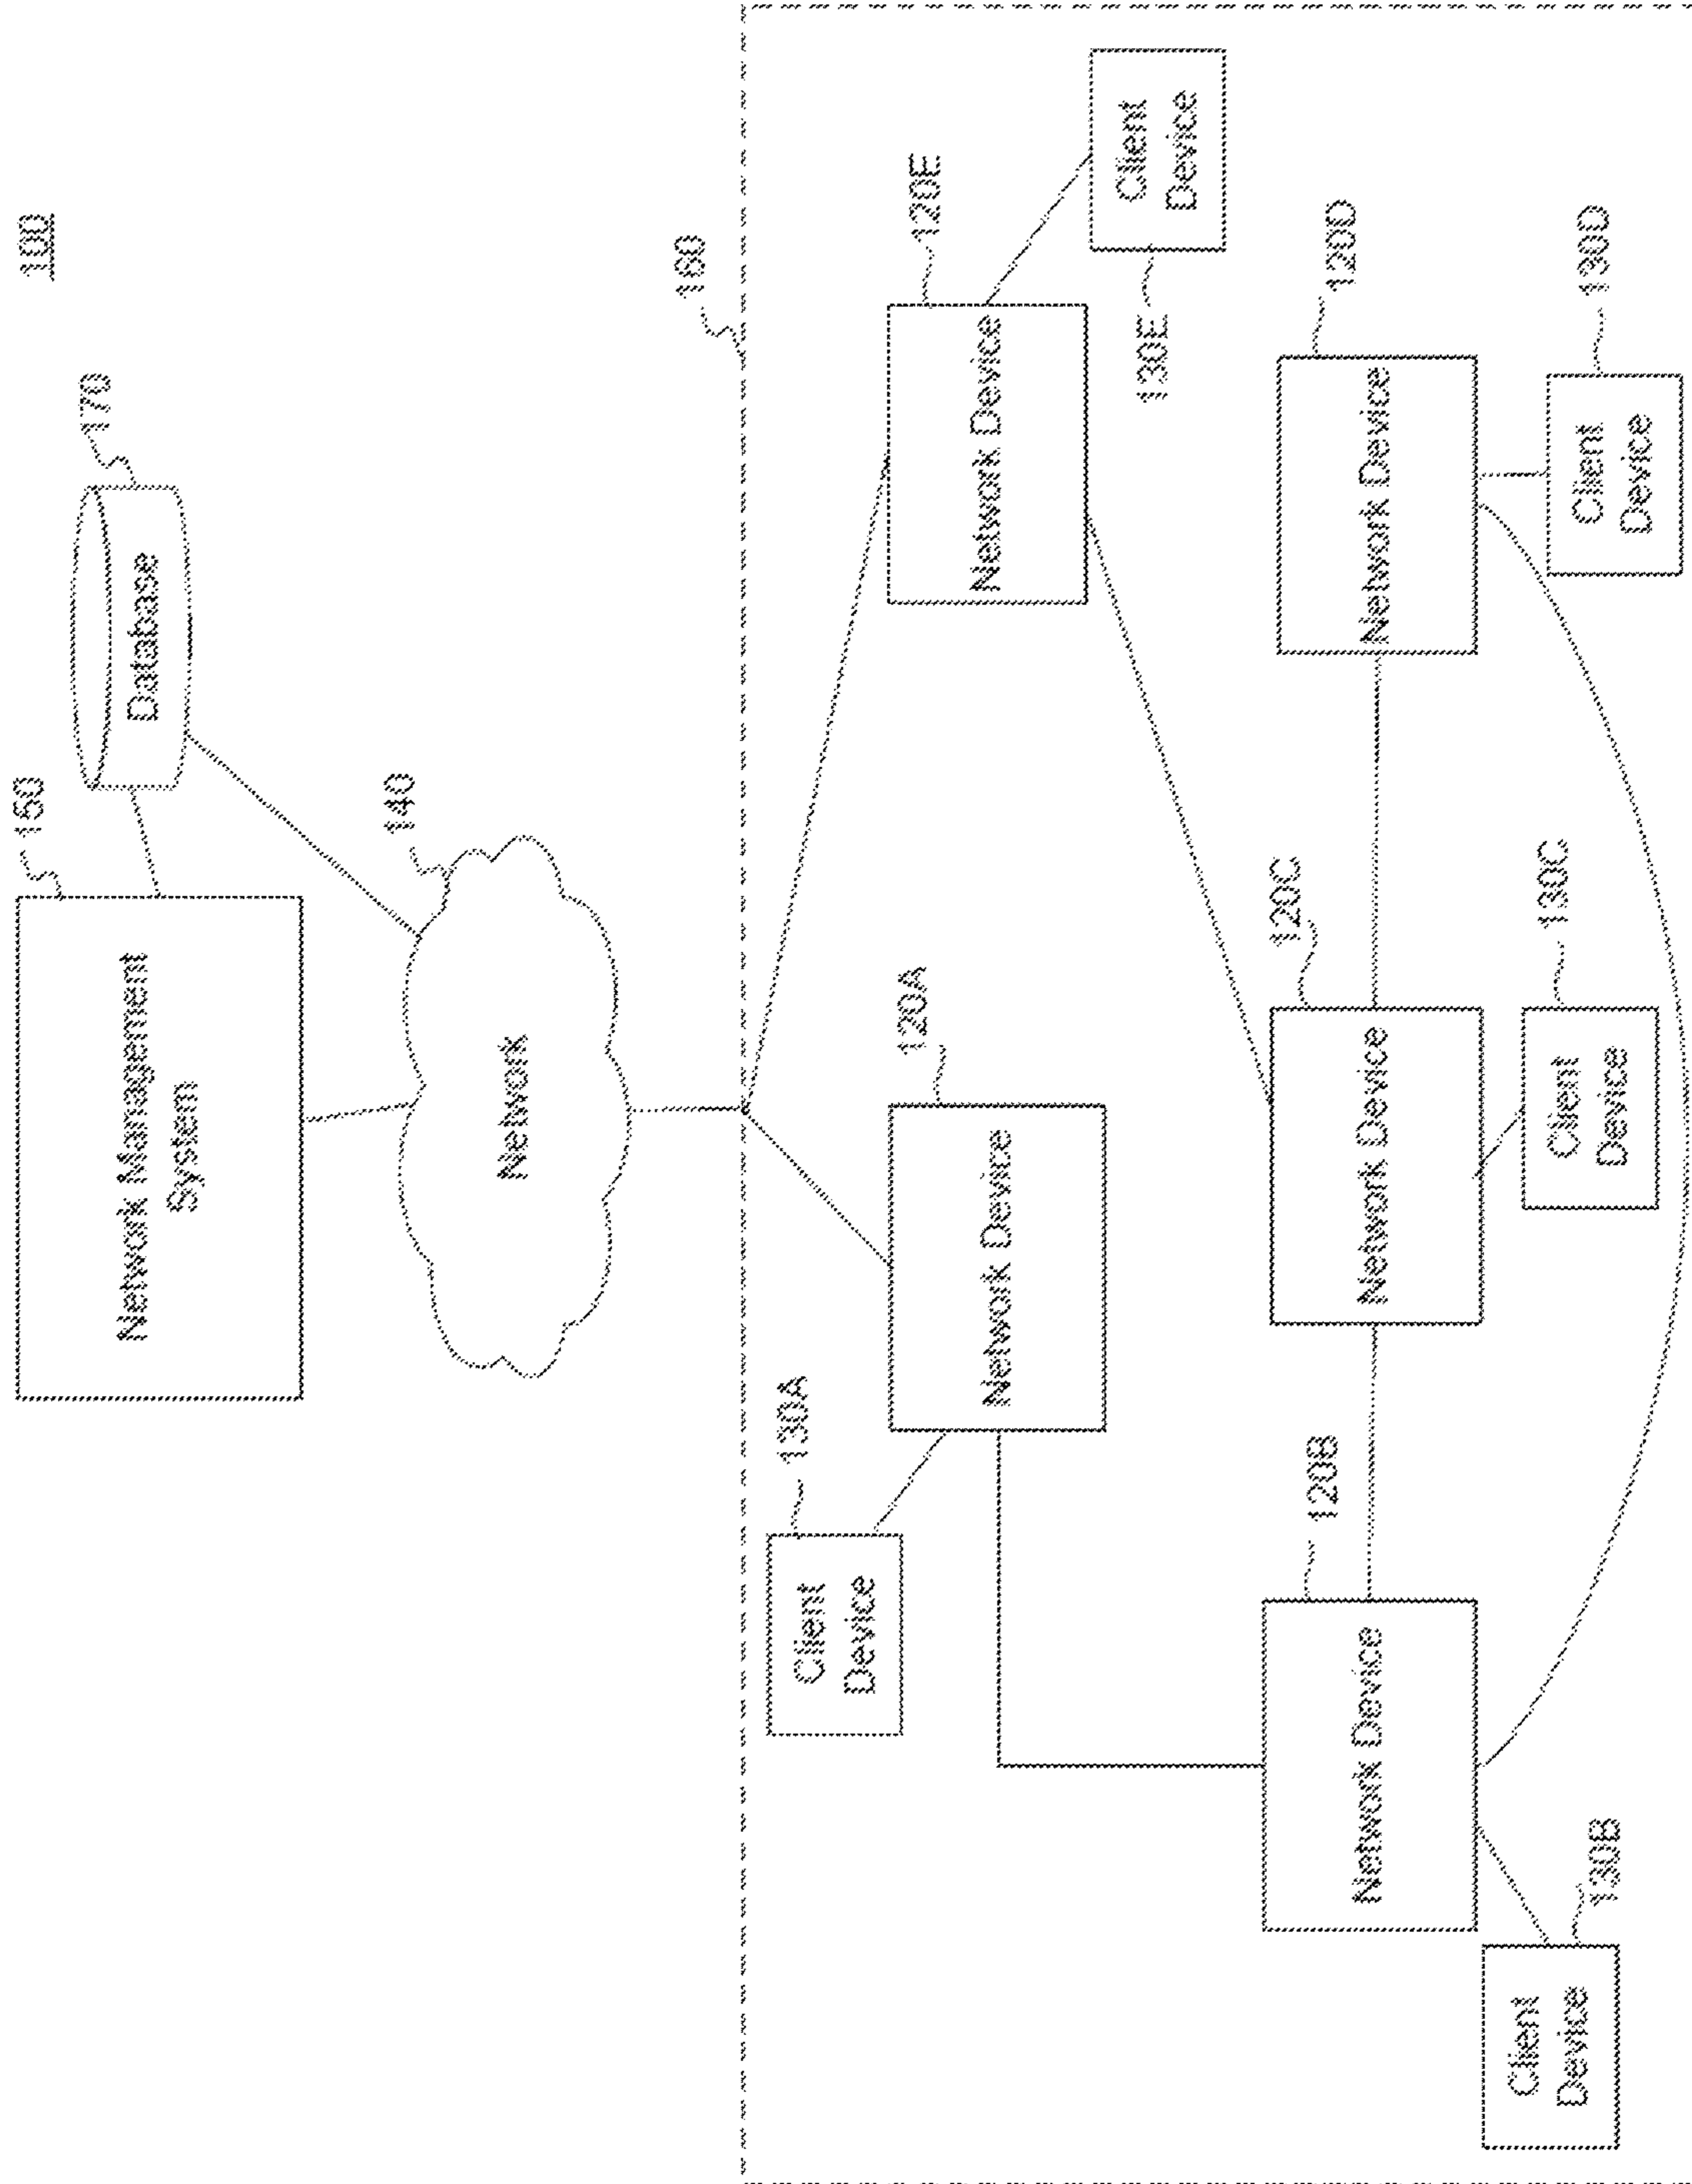 100
150
170
Network Management
System
Database
140
Network
160
130A
Client
Device
120A
Network Device
120E
Network Device
Client
Device
130E
120B
Network Device
120C
Network Device
120D
Network Device
Client
Device
130B
130C
Client
Device
130D
Client
Device